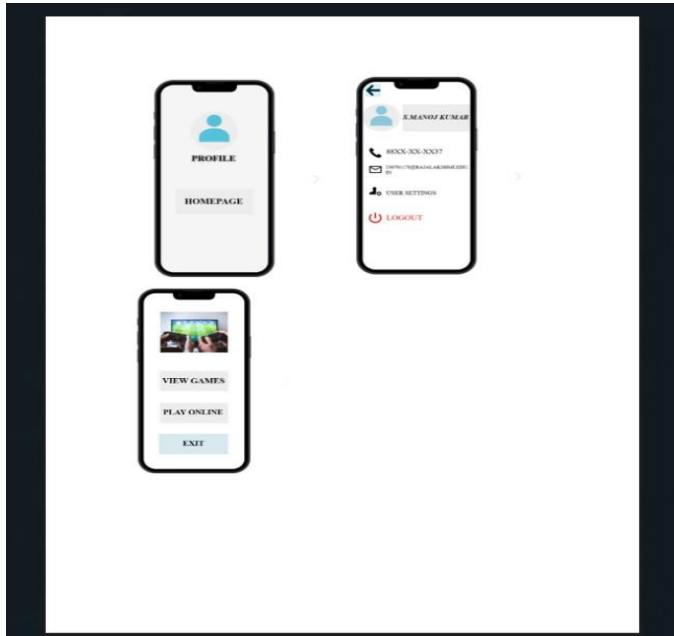 PROFILE
HOMEPAGE
S.MANOJ KUMAR
88XX-XX-XX37
USER SETTINGS
LOGOUT
VIEW GAMES
PLAY ONLINE
EXIT